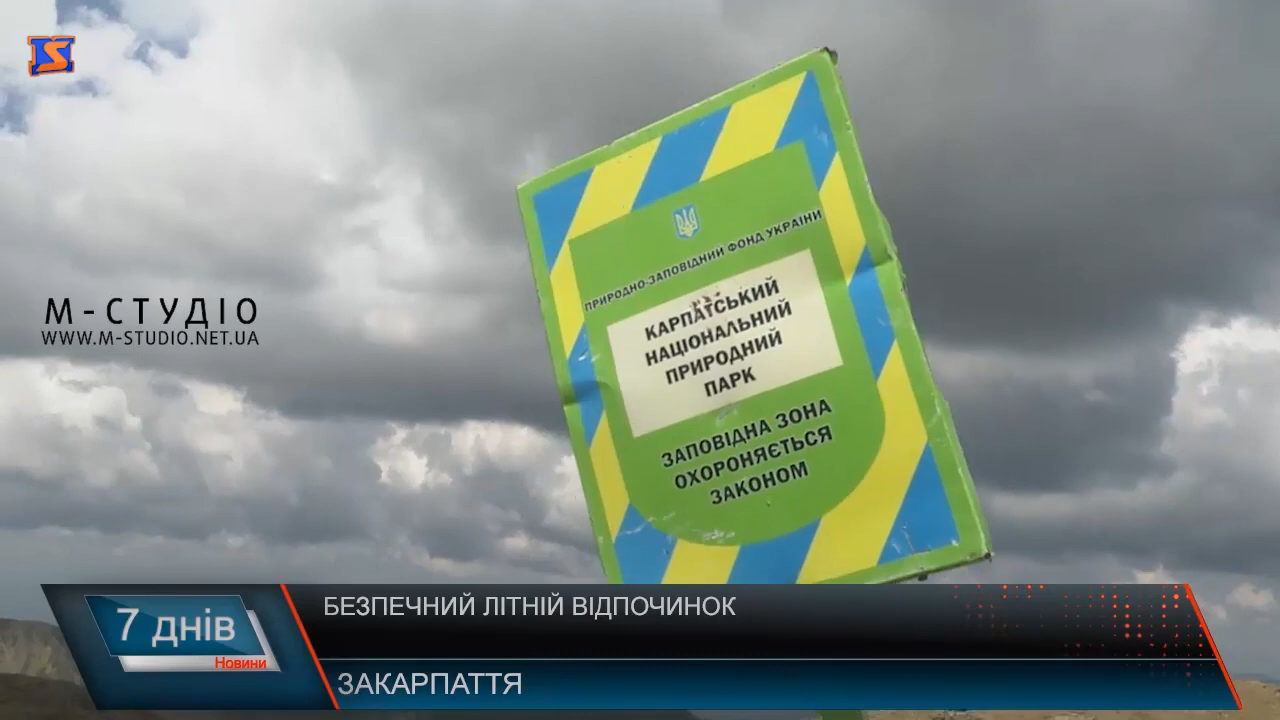 ПРИРОДНО-ЗАПОВІДНИЙ ФОНД УКРАЇНИ
КАРПАТСЬКИЙ
НАЦІОНАЛЬНИЙ
ПРИРОДНИЙ
ПАРК
ЗАПОВІДНА ЗОНА
ОХОРОНЯЄТЬСЯ
ЗАКОНОМ
М-СТУДІО
WWW.M-STUDIO.NET.UA
7 днів
Новини
БЕЗПЕЧНИЙ ЛІТНІЙ ВІДПОЧИНОК
ЗАКАРПАТТЯ